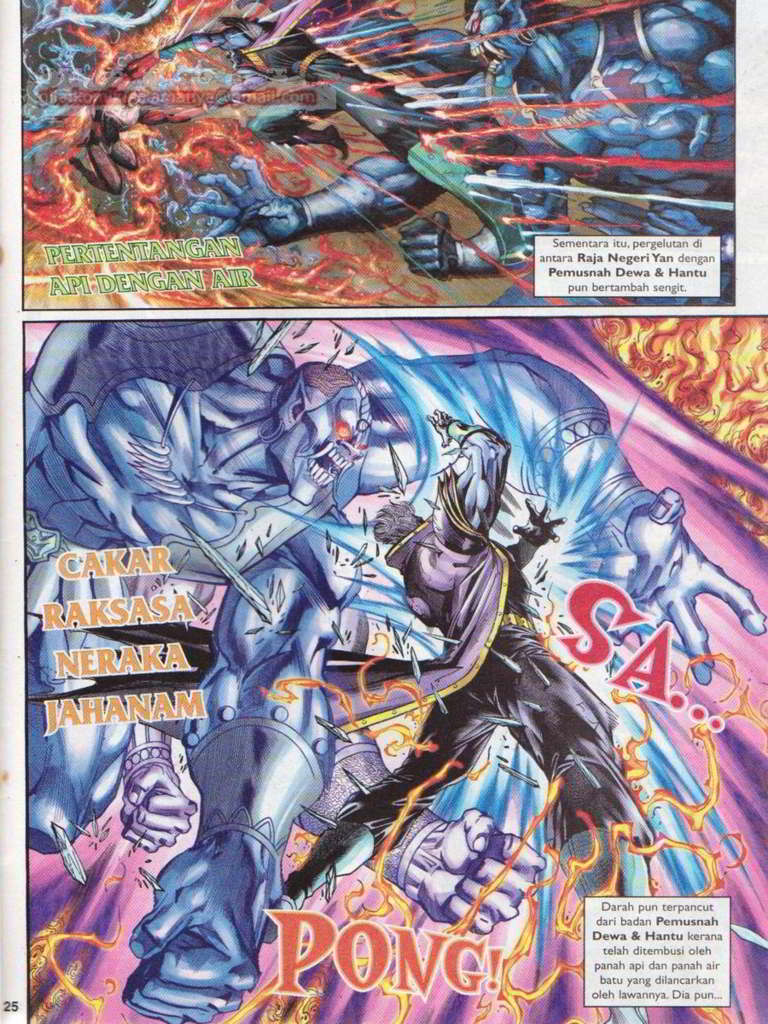 PERTENTANGAN
API DENGAN AIR
Sementara itu, pergelutan di
antara Raja Negeri Yan dengan
Pemusnah Dewa & Hantu
pun bertambah sengit.
CAKAR
RAKSASA
NERAKA
JAHANAM
SA...
PONG!
Darah pun terpancut
dari badan Pemusnah
Dewa & Hantu kerana
telah ditembusi oleh
panah api dan panah air
batu yang dilancarkan
oleh lawannya. Dia pun...
25